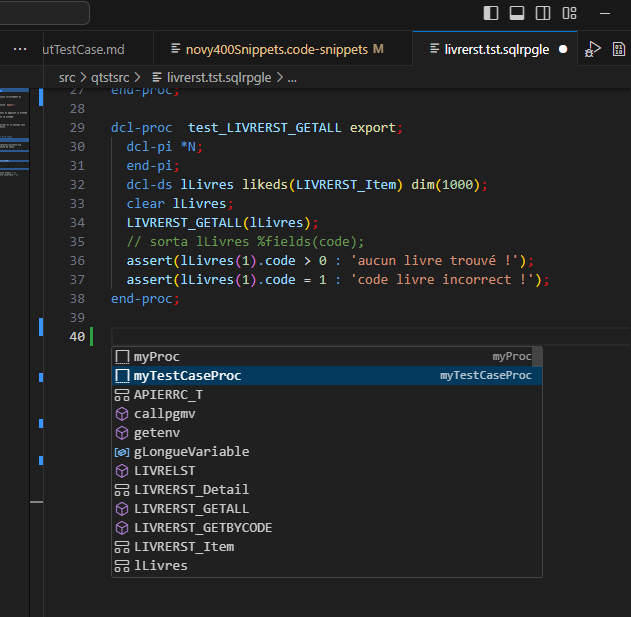 utTestCase.md
novy400Snippets.code-snippets M
livrerst.tst.sqlrpgle
src > qtstsrc > livrerst.tst.sqlrpgle > ...
27 end-proc;
28
29 dcl-proc  test_LIVRERST_GETALL export;
30 dcl-pi *N;
31 end-pi;
32 dcl-ds lLivres likeds(LIVRERST_Item) dim(1000);
33 clear lLivres;
34 LIVRERST_GETALL(lLivres);
35 // sorta lLivres %fields(code);
36 assert(lLivres(1).code > 0 : 'aucun livre trouvé !');
37 assert(lLivres(1).code = 1 : 'code livre incorrect !');
38 end-proc;
39
40
myProc myProc
myTestCaseProc myTestCaseProc
APIERRC_T
callpgmv
getenv
gLongueVariable
LIVRELST
LIVRERST_Detail
LIVRERST_GETALL
LIVRERST_GETBYCODE
LIVRERST_Item
lLivres